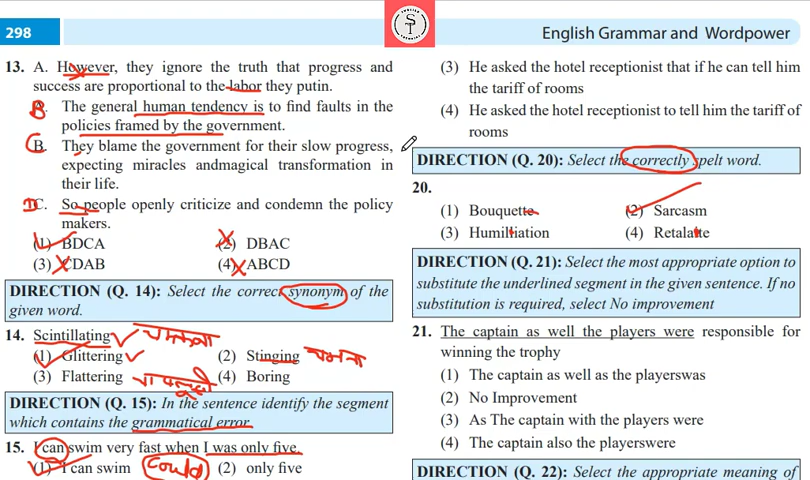 298
ENGLISH
ST
English Grammar and Wordpower
13. A. However, they ignore the truth that progress and
success are proportional to the labor they putin.
B
The general human tendency is to find faults in the
policies framed by the government.
C B. They blame the government for their slow progress,
expecting miracles andmagical transformation in
their life.
D C. So people openly criticize and condemn the policy
makers.
(1) BDCA (2) DBAC
(3) CDAB (4) ABCD
DIRECTION (Q. 14): Select the correct synonym of the
given word.
14. Scintillating चमकना
(1) Glittering (2) Stinging
(3) Flattering (4) Boring
DIRECTION (Q. 15): In the sentence identify the segment
which contains the grammatical error.
15. I can swim very fast when I was only five.
(1) I can swim could (2) only five
(3) He asked the hotel receptionist that if he can tell him
the tariff of rooms
(4) He asked the hotel receptionist to tell him the tariff of
rooms
DIRECTION (Q. 20): Select the correctly spelt word.
20.
(1) Bouquette (2) Sarcasm
(3) Humiltiation (4) Retalatte
DIRECTION (Q. 21): Select the most appropriate option to
substitute the underlined segment in the given sentence. If no
substitution is required, select No improvement
21. The captain as well the players were responsible for
winning the trophy
(1) The captain as well as the playerswas
(2) No Improvement
(3) As The captain with the players were
(4) The captain also the playerswere
DIRECTION (Q. 22): Select the appropriate meaning of